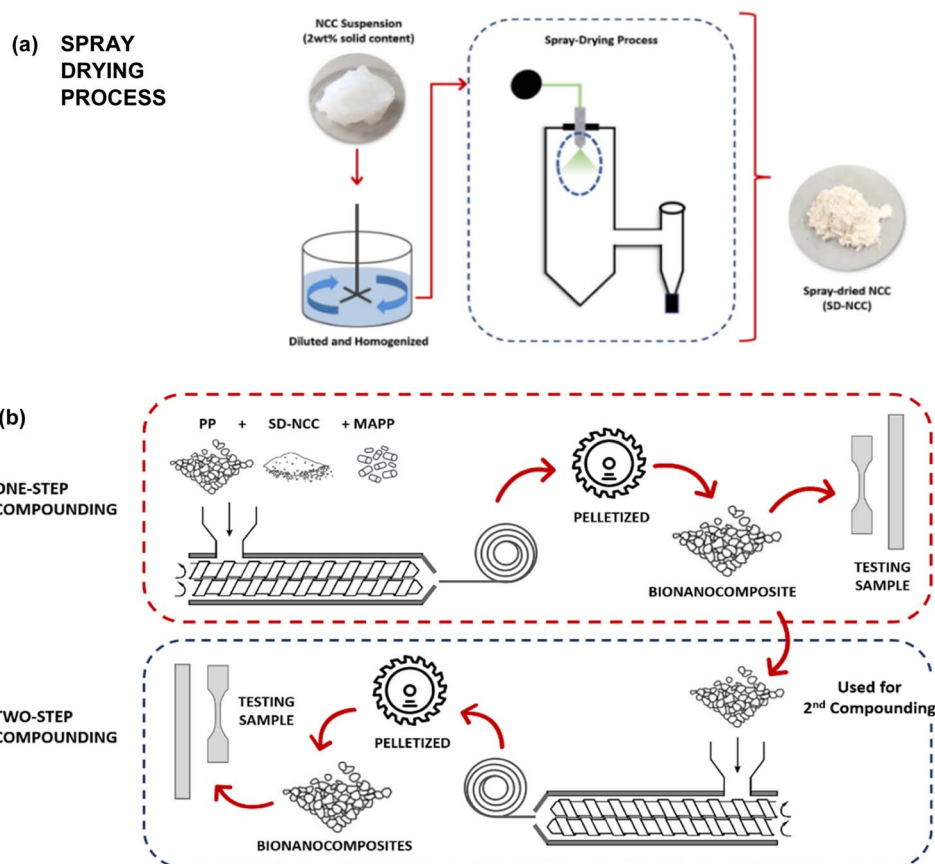 (a) SPRAY
DRYING
PROCESS
NCC Suspension
(2wt% solid content)
Diluted and Homogenized
Spray-Drying Process
Spray-dried NCC
(SD-NCC)
(b)
ONE-STEP
COMPOUNDING
PP + SD-NCC + MAPP
PELLETIZED
BIONANOCOMPOSITE
TESTING
SAMPLE
TWO-STEP
COMPOUNDING
TESTING
SAMPLE
PELLETIZED
BIONANOCOMPOSITES
Used for
2nd Compounding